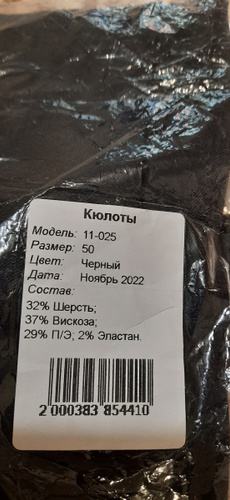 Кюлоты
Модель: 11-025
Размер: 50
Цвет: Черный
Дата: Ноябрь 2022
Состав:
32% Шерсть;
37% Вискоза;
29% П/Э; 2% Эластан.
2 000383 854410